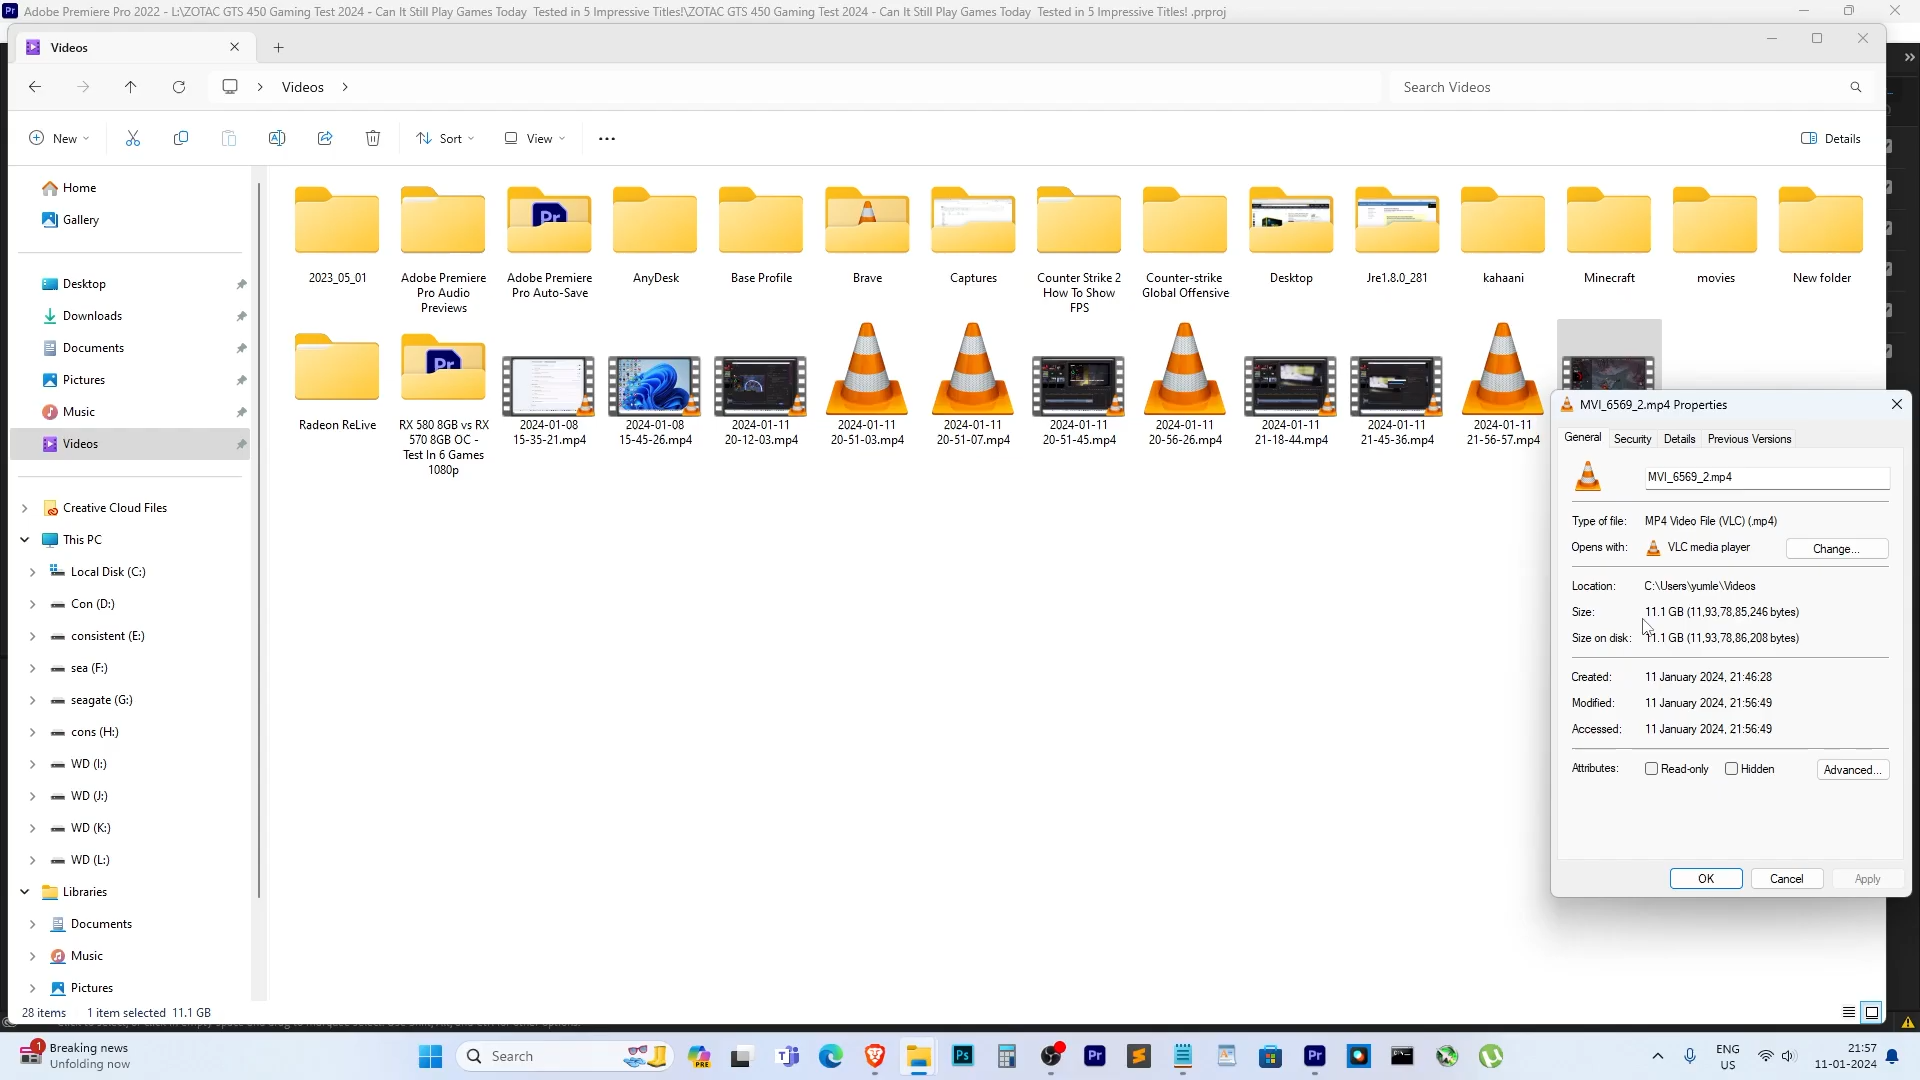 Adobe Premiere Pro 2022 - L:\ZOTAC GTS 450 Gaming Test 2024 - Can It Still Play Games Today  Tested in 5 Impressive Titles!\ZOTAC GTS 450 Gaming Test 2024 - Can It Still Play Games Today  Tested in 5 Impressive Titles! .prproj
Videos
Videos
Search Videos
New
Sort
View
Details
Home
Gallery
Desktop
Downloads
Documents
Pictures
Music
Videos
Creative Cloud Files
This PC
Local Disk (C:)
Con (D:)
consistent (E:)
sea (F:)
seagate (G:)
cons (H:)
WD (I:)
WD (J:)
WD (K:)
WD (L:)
Libraries
Documents
Music
Pictures
2023_05_01
Adobe Premiere
Pro Audio
Previews
Adobe Premiere
Pro Auto-Save
AnyDesk
Base Profile
Brave
Captures
Counter Strike 2
How To Show
FPS
Counter-strike
Global Offensive
Desktop
Jre1.8.0_281
kahaani
Minecraft
movies
New folder
Radeon ReLive
RX 580 8GB vs RX
570 8GB OC -
Test In 6 Games
1080p
2024-01-08
15-35-21.mp4
2024-01-08
15-45-26.mp4
2024-01-11
20-12-03.mp4
2024-01-11
20-51-03.mp4
2024-01-11
20-51-07.mp4
2024-01-11
20-51-45.mp4
2024-01-11
20-56-26.mp4
2024-01-11
21-18-44.mp4
2024-01-11
21-45-36.mp4
2024-01-11
21-56-57.mp4
MVI_6569_2.mp4 Properties
General
Security
Details
Previous Versions
MVI_6569_2.mp4
Type of file: MP4 Video File (VLC) (.mp4)
Opens with: VLC media player
Change...
Location: C:\Users\yumle\Videos
Size: 11.1 GB (11,93,78,85,246 bytes)
Size on disk: 11.1 GB (11,93,78,86,208 bytes)
Created: 11 January 2024, 21:46:28
Modified: 11 January 2024, 21:56:49
Accessed: 11 January 2024, 21:56:49
Attributes: Read-only Hidden
Advanced...
OK
Cancel
Apply
28 items
1 item selected 11.1 GB
1
Breaking news
Unfolding now
Search
PRE
Ps
Pr
Pr
ENG
US
21:57
11-01-2024